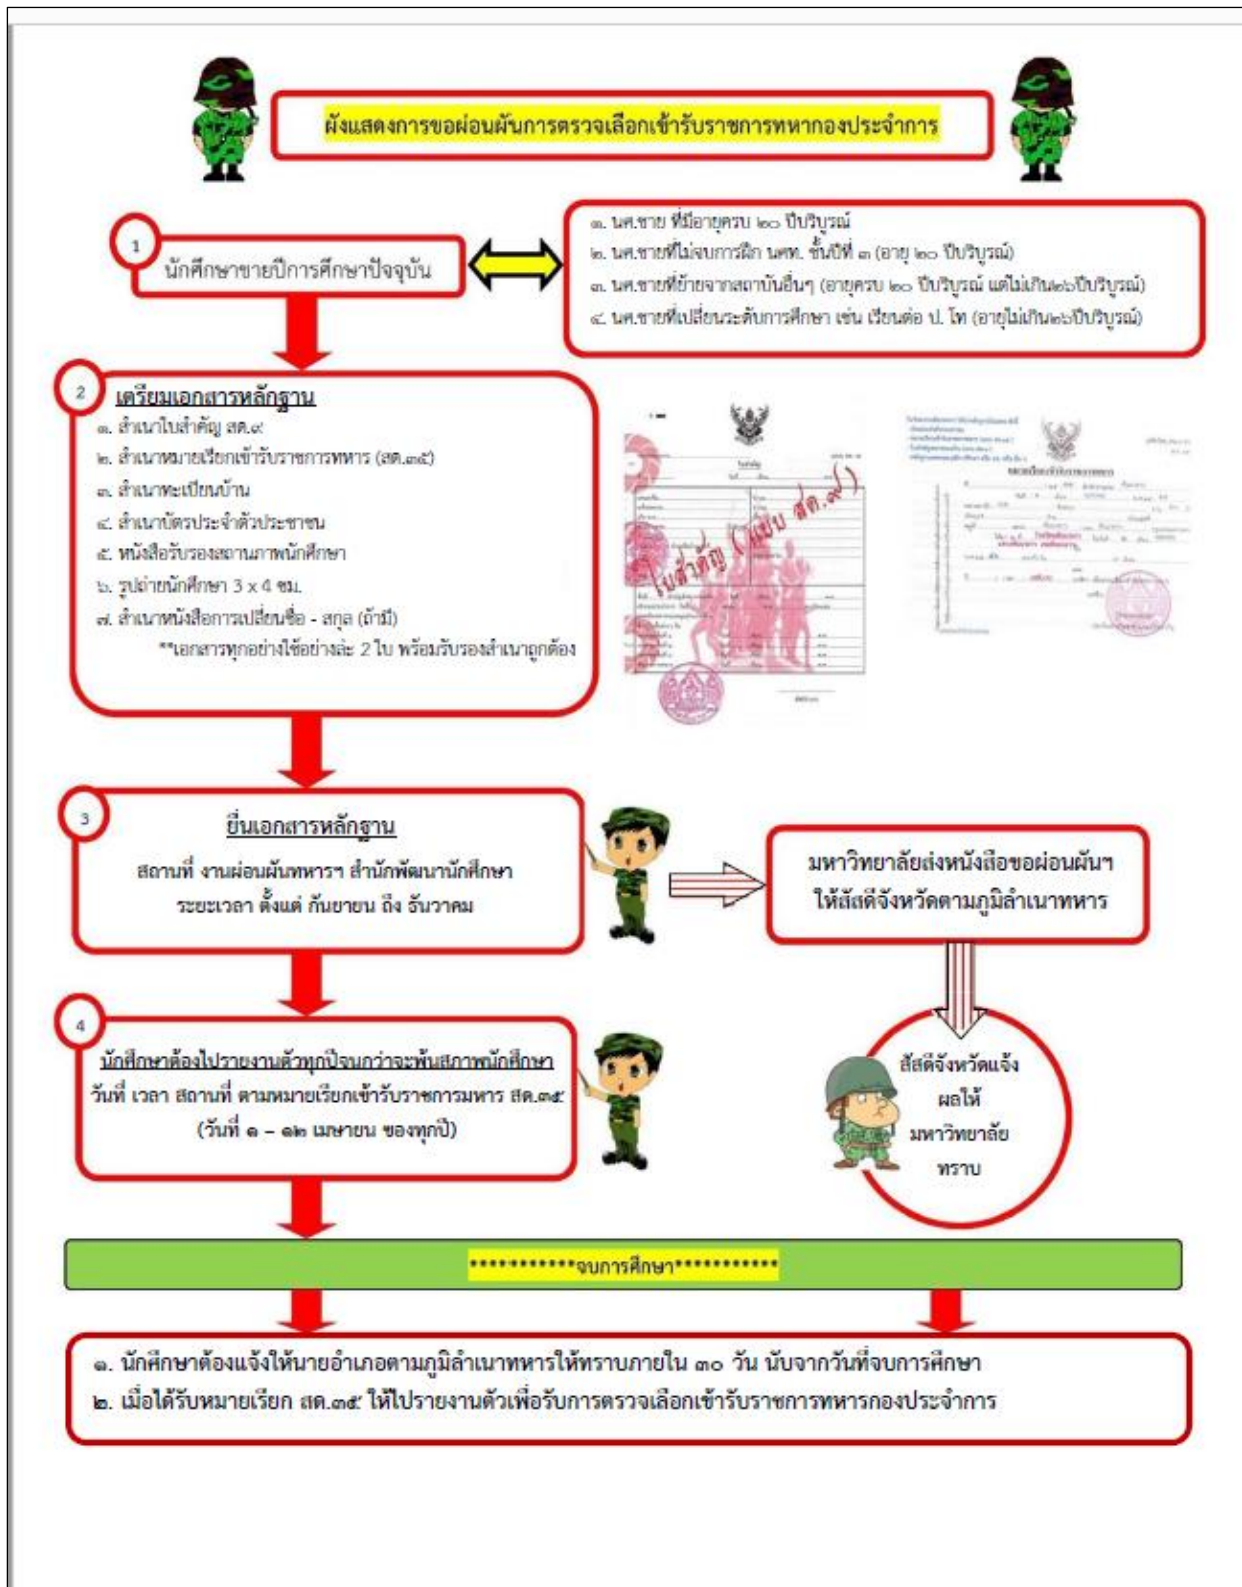 ผังแสดงการขอผ่อนผันการตรวจเลือกเข้ารับราชการทหากองประจำการ
1
นักศึกษาชายปีการศึกษาปัจจุบัน
๑. นศ.ชาย ที่มีอายุครบ ๒๐ ปีบริบูรณ์
๒. นศ.ชายที่ไม่จบการฝึก นศท. ชั้นปีที่ ๓ (อายุ ๒๐ ปีบริบูรณ์)
๓. นศ.ชายที่ย้ายจากสถาบันอื่นๆ (อายุครบ ๒๐ ปีบริบูรณ์ แต่ไม่เกิน๒๖ปีบริบูรณ์)
๔. นศ.ชายที่เปลี่ยนระดับการศึกษา เช่น เรียนต่อ ป. โท (อายุไม่เกิน๒๖ปีบริบูรณ์)
2
เตรียมเอกสารหลักฐาน
๑. สำเนาใบสำคัญ สด.๙
๒. สำเนาหมายเรียกเข้ารับราชการทหาร (สด.๓๕)
๓. สำเนาทะเบียนบ้าน
๔. สำเนาบัตรประจำตัวประชาชน
๕. หนังสือรับรองสถานภาพนักศึกษา
๖. รูปถ่ายนักศึกษา 3 x 4 ซม.
๗. สำเนาหนังสือการเปลี่ยนชื่อ - สกุล (ถ้ามี)
**เอกสารทุกอย่างใช้อย่างละ 2 ใบ พร้อมรับรองสำเนาถูกต้อง
ใบสำคัญ (แบบ สด.๙)
หมายเรียกเข้ารับราชการทหาร
3
ยื่นเอกสารหลักฐาน
สถานที่ งานผ่อนผันทหารฯ สำนักพัฒนานักศึกษา
ระยะเวลา ตั้งแต่ กันยายน ถึง ธันวาคม
มหาวิทยาลัยส่งหนังสือขอผ่อนผันฯ
ให้สัสดีจังหวัดตามภูมิลำเนาทหาร
4
นักศึกษาต้องไปรายงานตัวทุกปีจนกว่าจะพ้นสภาพนักศึกษา
วันที่ เวลา สถานที่ ตามหมายเรียกเข้ารับราชการมหาร สด.๓๕
(วันที่ ๑ – ๑๒ เมษายน ของทุกปี)
สัสดีจังหวัดแจ้ง
ผลให้
มหาวิทยาลัย
ทราบ
***********จบการศึกษา***********
๑. นักศึกษาต้องแจ้งให้นายอำเภอตามภูมิลำเนาทหารให้ทราบภายใน ๓๐ วัน นับจากวันที่จบการศึกษา
๒. เมื่อได้รับหมายเรียก สด.๓๕ ให้ไปรายงานตัวเพื่อรับการตรวจเลือกเข้ารับราชการทหารกองประจำการ